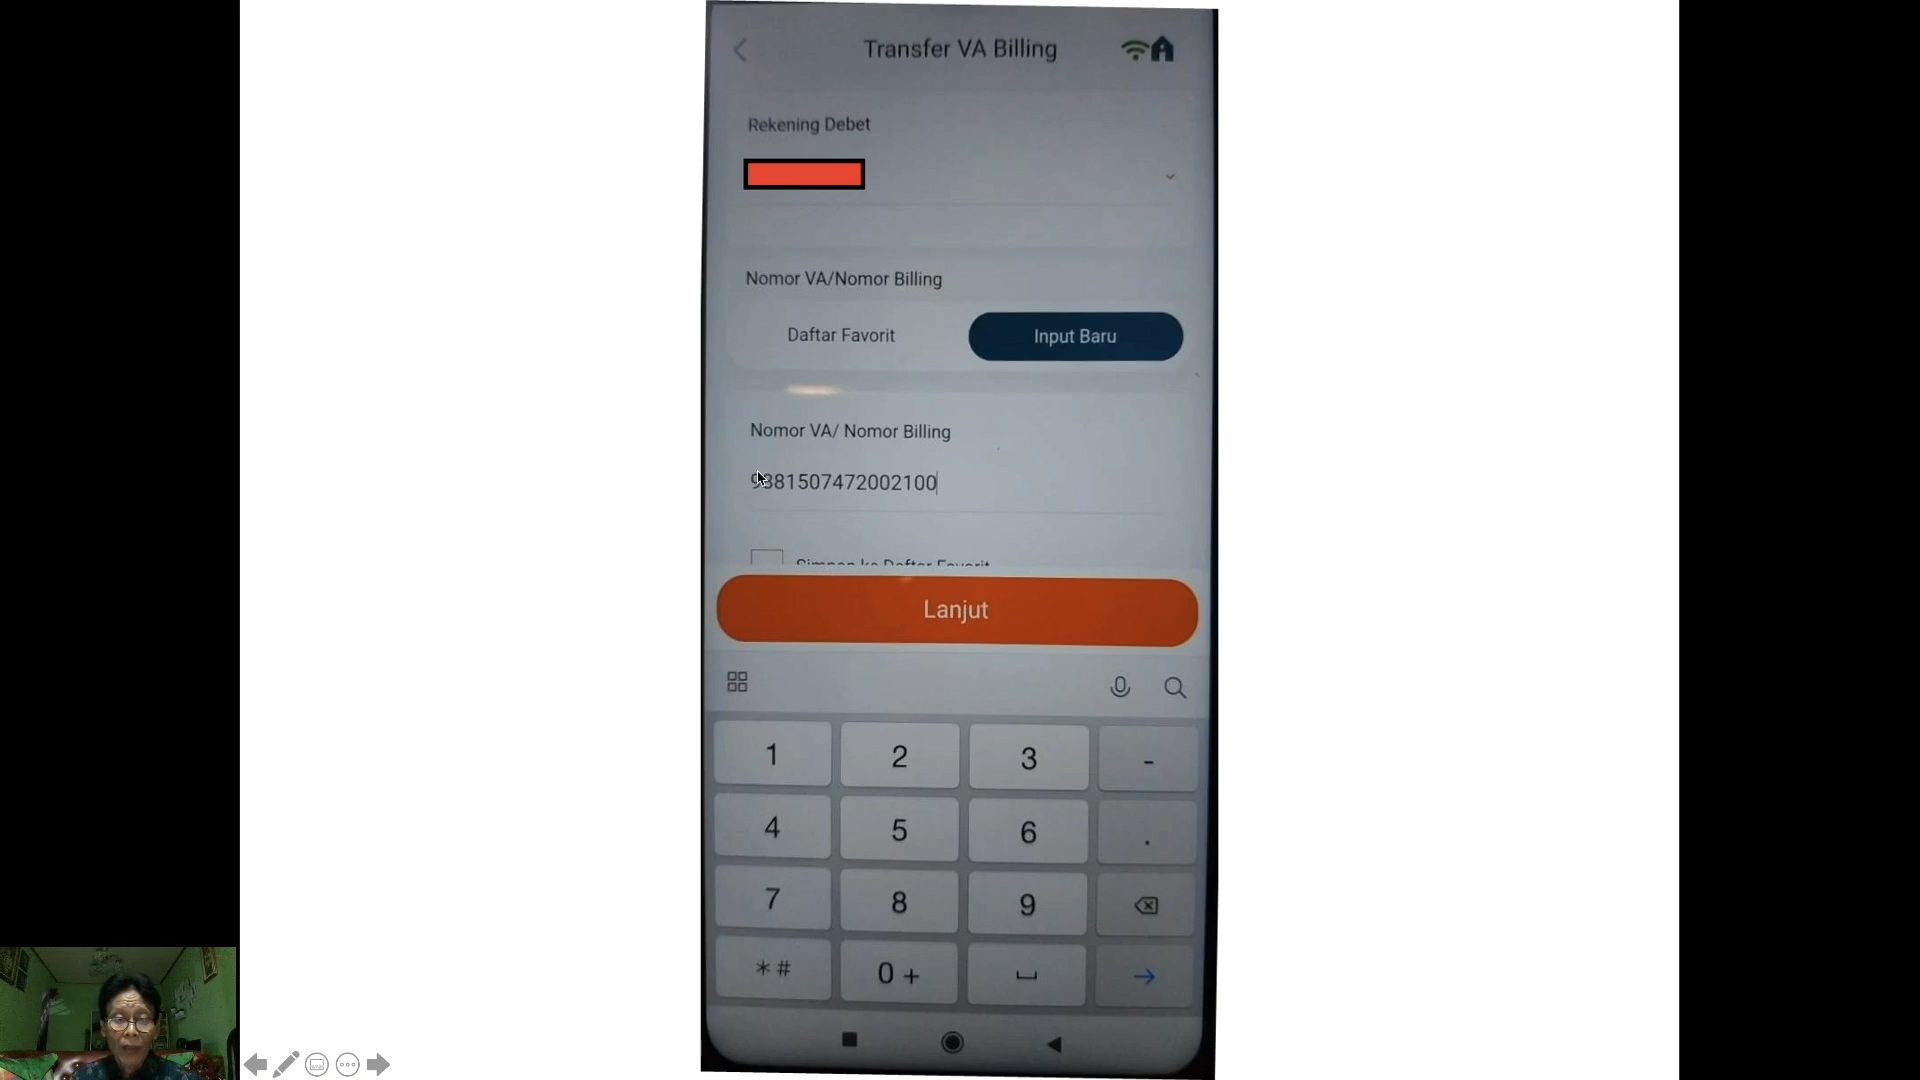 Transfer VA Billing
Rekening Debet
Nomor VA/Nomor Billing
Daftar Favorit
Input Baru
Nomor VA/ Nomor Billing
9881507472002100
Simpan ke Daftar Favorit
Lanjut
1 2 3 -
4 5 6 .
7 8 9
*# 0 +